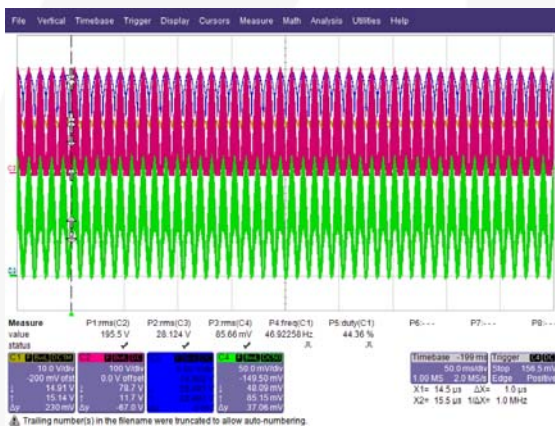 File Vertical Timebase Trigger Display Cursors Measure Math Analysis Utilities Help
C2
C3
Measure P1:rms(C2) P2:rms(C3) P3:rms(C4) P4:freq(C1) P5:duty(C1) P6:- - - P7:- - - P8:- - -
value 195.5 V 28.124 V 85.66 mV 46.92258 Hz 44.36 %
status
C1 C2 C4 Timebase -199 ms Trigger
10.0 V/div 100 V/div 50.0 mV/div 50.0 ms/div Stop 156.5 mV
-200 mV ofst 0.0 V offset -149.50 mV 1.00 MS 2.0 MS/s Edge Positive
↓ 14.91 V ↓ 78.7 V ↓ 48.09 mV X1= 14.5 µs ΔX= 1.0 µs
↑ 15.14 V ↑ 11.7 V ↑ 85.15 mV X2= 15.5 µs 1/ΔX= 1.0 MHz
Δy 230 mV Δy -67.0 V Δy 37.06 mV
Trailing number(s) in the filename were truncated to allow auto-numbering.